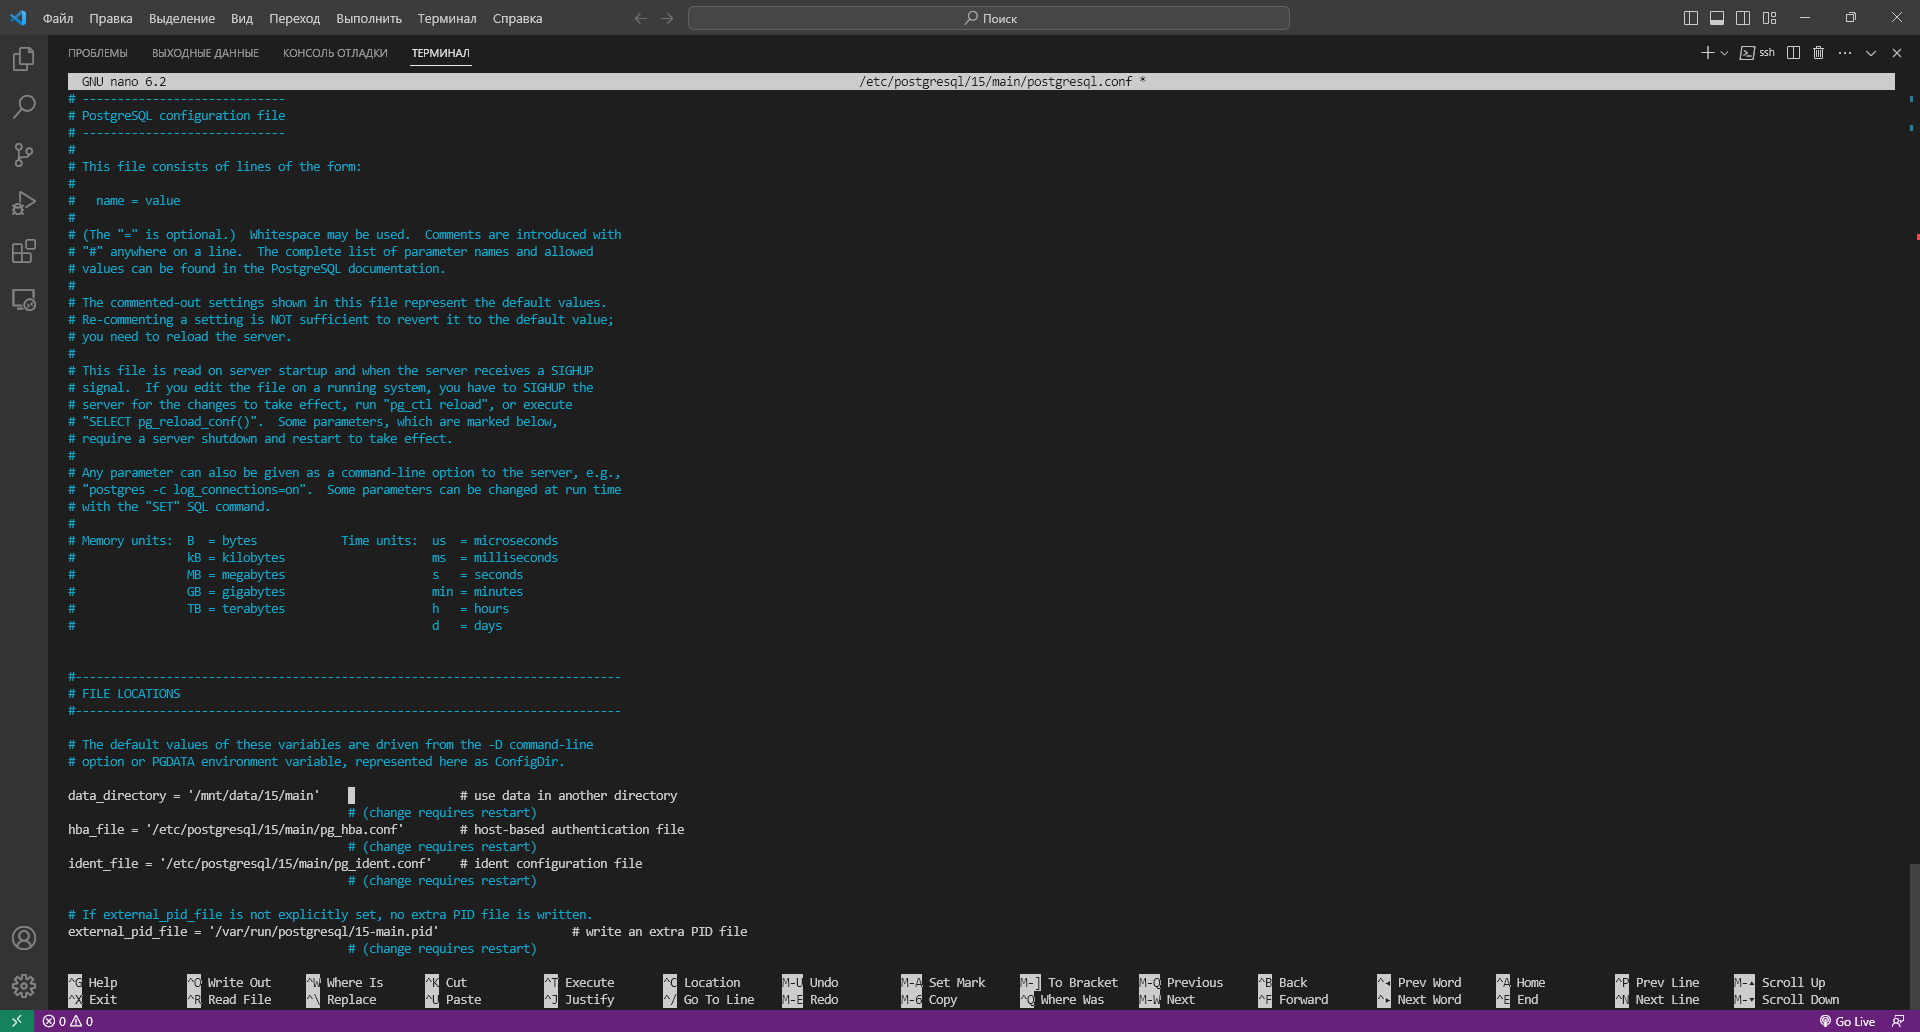 Файл Правка Выделение Вид Переход Выполнить Терминал Справка Поиск
ПРОБЛЕМЫ ВЫХОДНЫЕ ДАННЫЕ КОНСОЛЬ ОТЛАДКИ ТЕРМИНАЛ ssh
GNU nano 6.2 /etc/postgresql/15/main/postgresql.conf *
# -----------------------------
# PostgreSQL configuration file
# -----------------------------
#
# This file consists of lines of the form:
#
#   name = value
#
# (The "=" is optional.)  Whitespace may be used.  Comments are introduced with
# "#" anywhere on a line.  The complete list of parameter names and allowed
# values can be found in the PostgreSQL documentation.
#
# The commented-out settings shown in this file represent the default values.
# Re-commenting a setting is NOT sufficient to revert it to the default value;
# you need to reload the server.
#
# This file is read on server startup and when the server receives a SIGHUP
# signal.  If you edit the file on a running system, you have to SIGHUP the
# server for the changes to take effect, run "pg_ctl reload", or execute
# "SELECT pg_reload_conf()".  Some parameters, which are marked below,
# require a server shutdown and restart to take effect.
#
# Any parameter can also be given as a command-line option to the server, e.g.,
# "postgres -c log_connections=on".  Some parameters can be changed at run time
# with the "SET" SQL command.
#
# Memory units:  B  = bytes            Time units:  us  = microseconds
#                kB = kilobytes                     ms  = milliseconds
#                MB = megabytes                     s   = seconds
#                GB = gigabytes                     min = minutes
#                TB = terabytes                     h   = hours
#                                                   d   = days
#------------------------------------------------------------------------------
# FILE LOCATIONS
#------------------------------------------------------------------------------
# The default values of these variables are driven from the -D command-line
# option or PGDATA environment variable, represented here as ConfigDir.
data_directory = '/mnt/data/15/main'                    # use data in another directory
                                        # (change requires restart)
hba_file = '/etc/postgresql/15/main/pg_hba.conf'        # host-based authentication file
                                        # (change requires restart)
ident_file = '/etc/postgresql/15/main/pg_ident.conf'    # ident configuration file
                                        # (change requires restart)
# If external_pid_file is not explicitly set, no extra PID file is written.
external_pid_file = '/var/run/postgresql/15-main.pid'                   # write an extra PID file
                                        # (change requires restart)
^G Help ^O Write Out ^W Where Is ^K Cut ^T Execute ^C Location M-U Undo M-A Set Mark M-] To Bracket M-Q Previous ^B Back ^◂ Prev Word ^A Home ^P Prev Line M-▴ Scroll Up
^X Exit ^R Read File ^\ Replace ^U Paste ^J Justify ^/ Go To Line M-E Redo M-6 Copy ^Q Where Was M-W Next ^F Forward ^▸ Next Word ^E End ^N Next Line M-▾ Scroll Down
0 0 Go Live